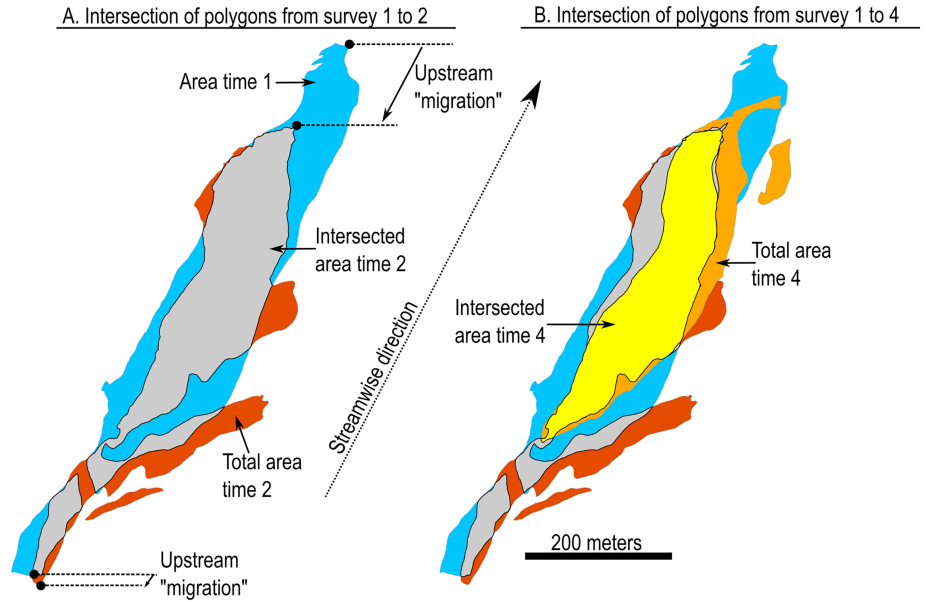 A. Intersection of polygons from survey 1 to 2
B. Intersection of polygons from survey 1 to 4
Area time 1
Upstream
"migration"
Intersected
area time 2
Total area
time 2
Upstream
"migration"
Streamwise direction
Total area
time 4
Intersected
area time 4
200 meters